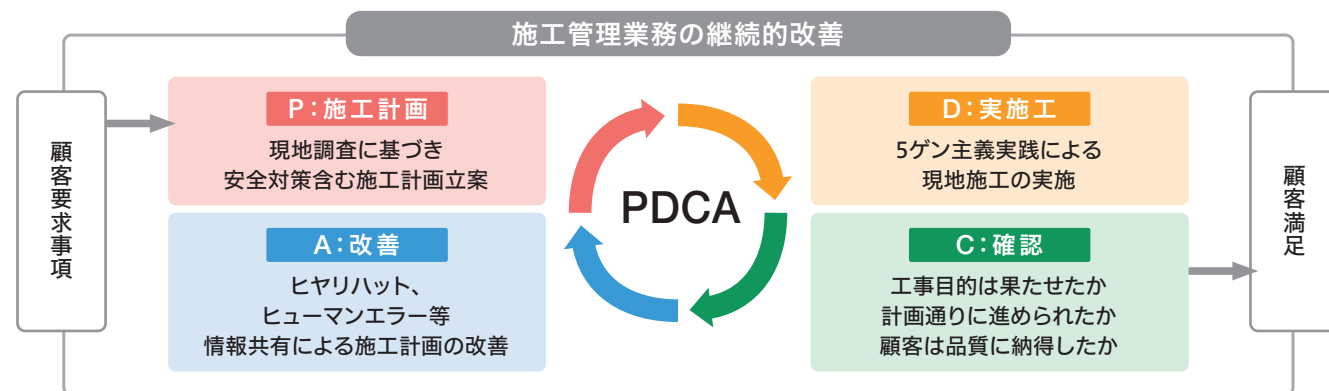 施工管理業務の継続的改善
顧客要求事項
P：施工計画
現地調査に基づき
安全対策含む施工計画立案
D：実施工
5ゲン主義実践による
現地施工の実施
PDCA
A：改善
ヒヤリハット、
ヒューマンエラー等
情報共有による施工計画の改善
C：確認
工事目的は果たせたか
計画通りに進められたか
顧客は品質に納得したか
顧客満足